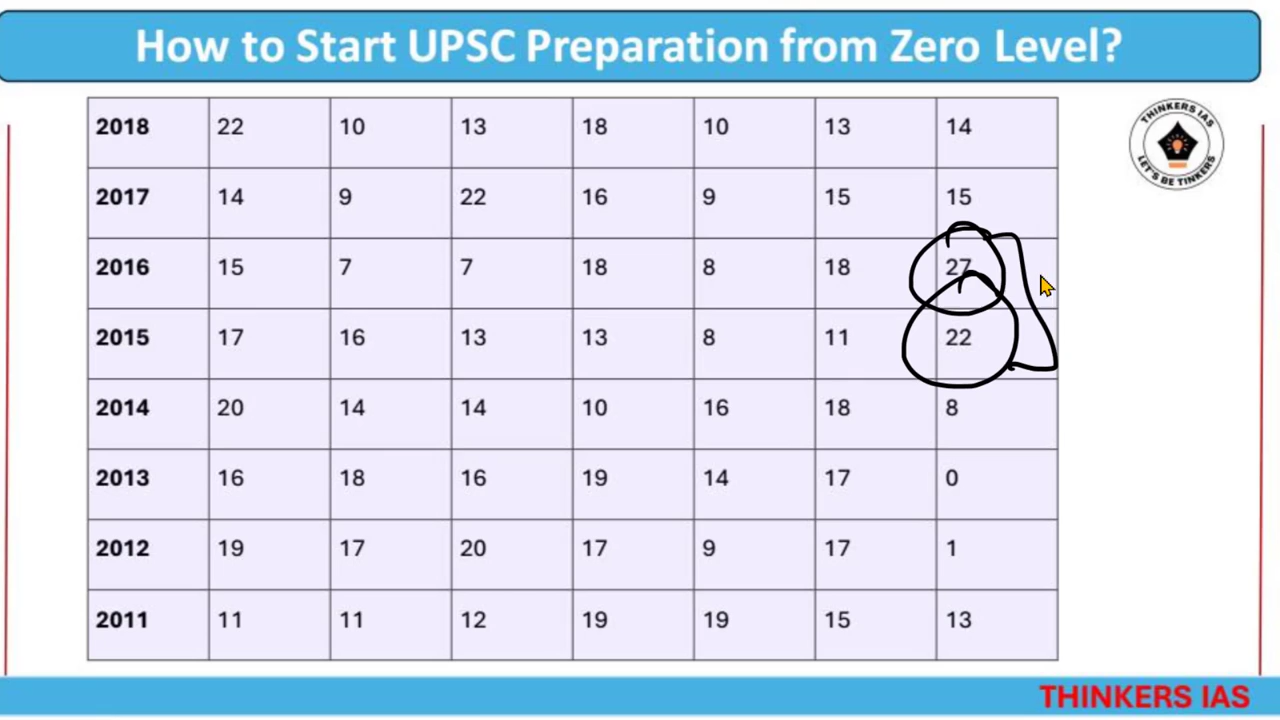 How to Start UPSC Preparation from Zero Level?
2018 22 10 13 18 10 13 14
2017 14 9 22 16 9 15 15
2016 15 7 7 18 8 18 27
2015 17 16 13 13 8 11 22
2014 20 14 14 10 16 18 8
2013 16 18 16 19 14 17 0
2012 19 17 20 17 9 17 1
2011 11 11 12 19 19 15 13
THINKERS IAS
LET'S BE TINKERS
THINKERS IAS